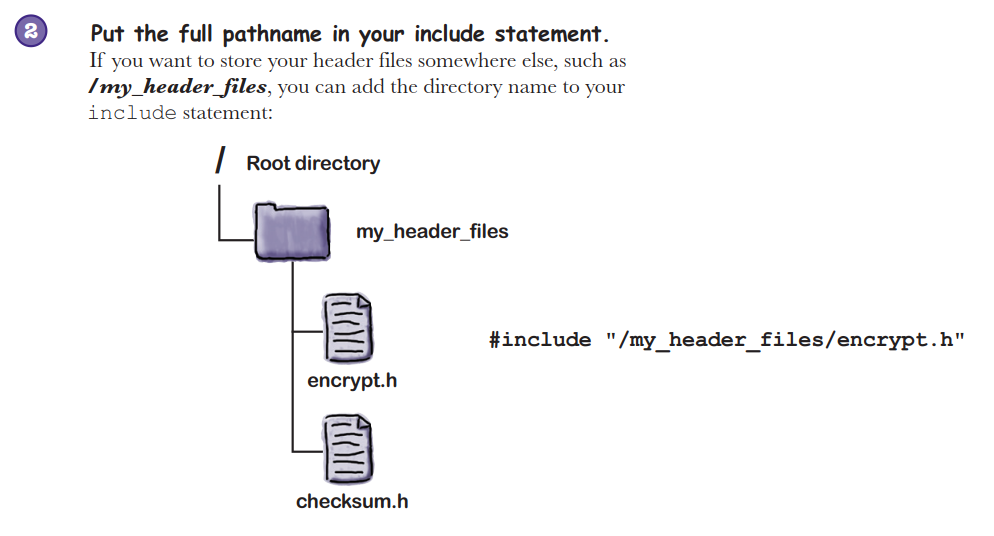 2
Put the full pathname in your include statement.
If you want to store your header files somewhere else, such as
/my_header_files, you can add the directory name to your
include statement:
/ Root directory
my_header_files
encrypt.h
#include "/my_header_files/encrypt.h"
checksum.h